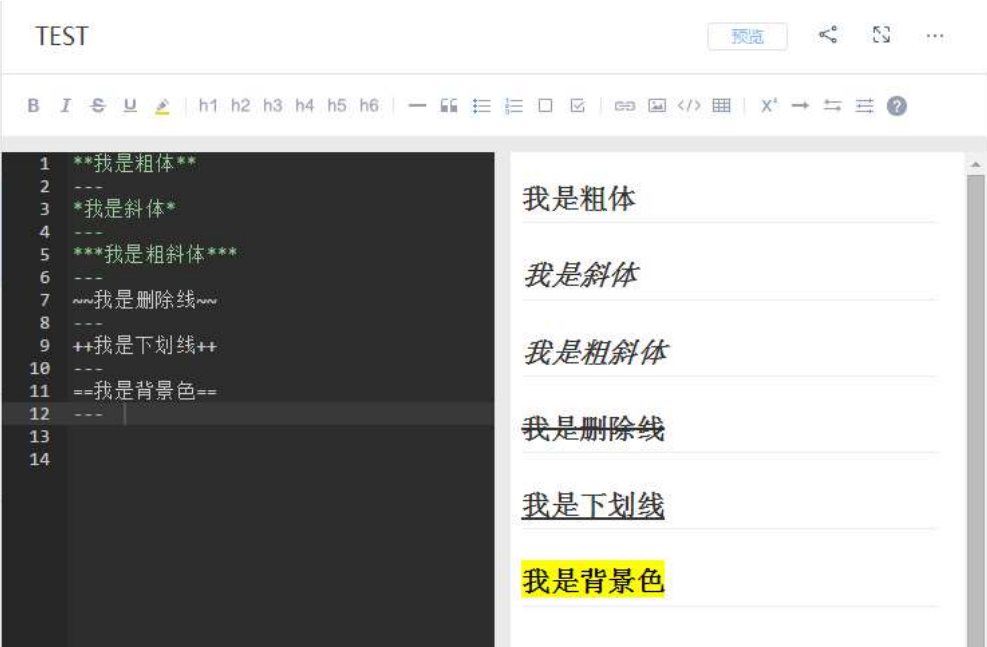 TEST
预览
B I S U h1 h2 h3 h4 h5 h6 </> X² ?
1 **我是粗体**
2 ---
3 *我是斜体*
4 ---
5 ***我是粗斜体***
6 ---
7 ~~我是删除线~~
8 ---
9 ++我是下划线++
10 ---
11 ==我是背景色==
12 ---
13
14
我是粗体
我是斜体
我是粗斜体
我是删除线
我是下划线
我是背景色